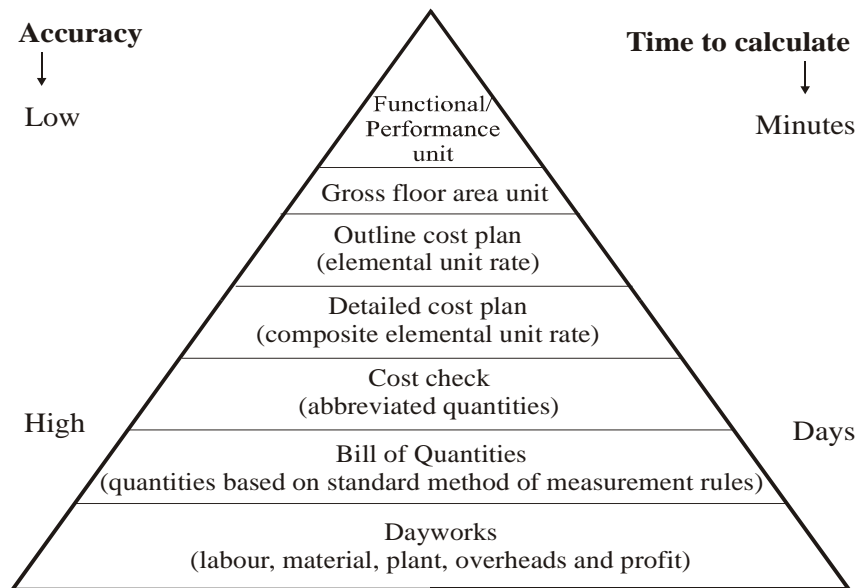 Accuracy
Low
Time to calculate
Minutes
Functional/
Performance
unit
Gross floor area unit
Outline cost plan
(elemental unit rate)
Detailed cost plan
(composite elemental unit rate)
Cost check
(abbreviated quantities)
High
Days
Bill of Quantities
(quantities based on standard method of measurement rules)
Dayworks
(labour, material, plant, overheads and profit)